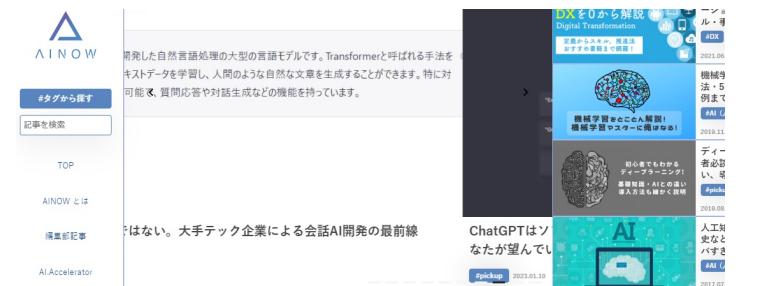 AINOW
#タグから探す
記事を検索
TOP
AINOW とは
編集部記事
AI.Accelerator
開発した自然言語処理の大型の言語モデルです。Transformerと呼ばれる手法を
キストデータを学習し、人間のような自然な文章を生成することができます。特に対
可能で、質問応答や対話生成などの機能を持っています。
ではない。大手テック企業による会話AI開発の最前線
ChatGPTはソ
なたが望んでい
#pickup 2023.01.10
DXを0から解説
Digital Transformation
定義からスキル、推進法
おすすめ書籍まで網羅！
ル・事
#DX
2021.06
機械学習をとことん解説!
機械学習マスターに俺はなる!
機械学
法・5
例まで
#AI（
2019.11
初心者でもわかる
ディープラーニング!
基礎知識・AIとの違い
導入方法も細かく説明
ディー
者必読
い、導
#picku
2019.08
AI
人工知
史など
バすき
#AI（
2017.07